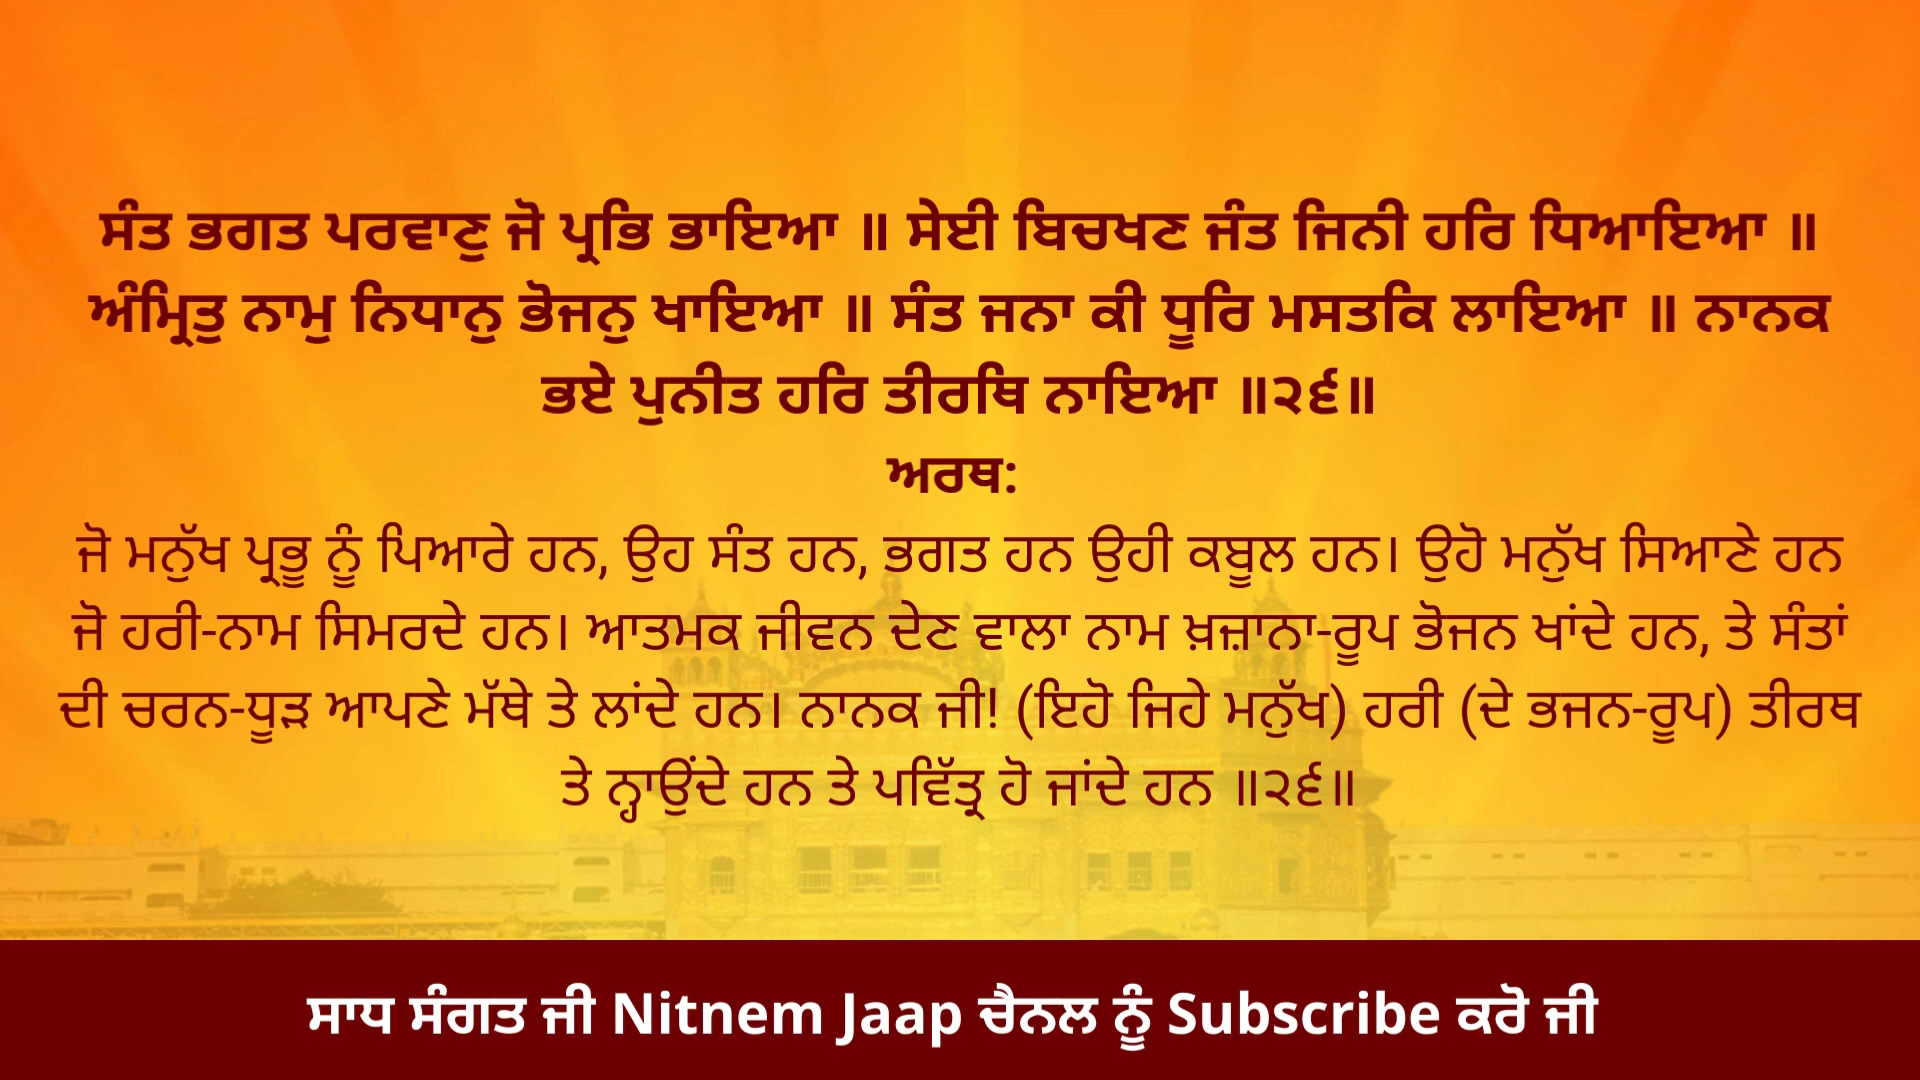 ਸੰਤ ਭਗਤ ਪਰਵਾਣੁ ਜੋ ਪ੍ਰਭਿ ਭਾਇਆ ॥ ਸੇਈ ਬਿਚਖਣ ਜੰਤ ਜਿਨੀ ਹਰਿ ਧਿਆਇਆ ॥
ਅੰਮ੍ਰਿਤੁ ਨਾਮੁ ਨਿਧਾਨੁ ਭੋਜਨੁ ਖਾਇਆ ॥ ਸੰਤ ਜਨਾ ਕੀ ਧੂਰਿ ਮਸਤਕਿ ਲਾਇਆ ॥ ਨਾਨਕ
ਭਏ ਪੁਨੀਤ ਹਰਿ ਤੀਰਥਿ ਨਾਇਆ ॥੨੬॥
ਅਰਥ:
ਜੋ ਮਨੁੱਖ ਪ੍ਰਭੂ ਨੂੰ ਪਿਆਰੇ ਹਨ, ਉਹ ਸੰਤ ਹਨ, ਭਗਤ ਹਨ ਉਹੀ ਕਬੂਲ ਹਨ। ਉਹੋ ਮਨੁੱਖ ਸਿਆਣੇ ਹਨ
ਜੋ ਹਰੀ-ਨਾਮ ਸਿਮਰਦੇ ਹਨ। ਆਤਮਕ ਜੀਵਨ ਦੇਣ ਵਾਲਾ ਨਾਮ ਖ਼ਜ਼ਾਨਾ-ਰੂਪ ਭੋਜਨ ਖਾਂਦੇ ਹਨ, ਤੇ ਸੰਤਾਂ
ਦੀ ਚਰਨ-ਧੂੜ ਆਪਣੇ ਮੱਥੇ ਤੇ ਲਾਂਦੇ ਹਨ। ਨਾਨਕ ਜੀ! (ਇਹੋ ਜਿਹੇ ਮਨੁੱਖ) ਹਰੀ (ਦੇ ਭਜਨ-ਰੂਪ) ਤੀਰਥ
ਤੇ ਨ੍ਹਾਉਂਦੇ ਹਨ ਤੇ ਪਵਿੱਤ੍ਰ ਹੋ ਜਾਂਦੇ ਹਨ ॥੨੬॥
ਸਾਧ ਸੰਗਤ ਜੀ Nitnem Jaap ਚੈਨਲ ਨੂੰ Subscribe ਕਰੋ ਜੀ